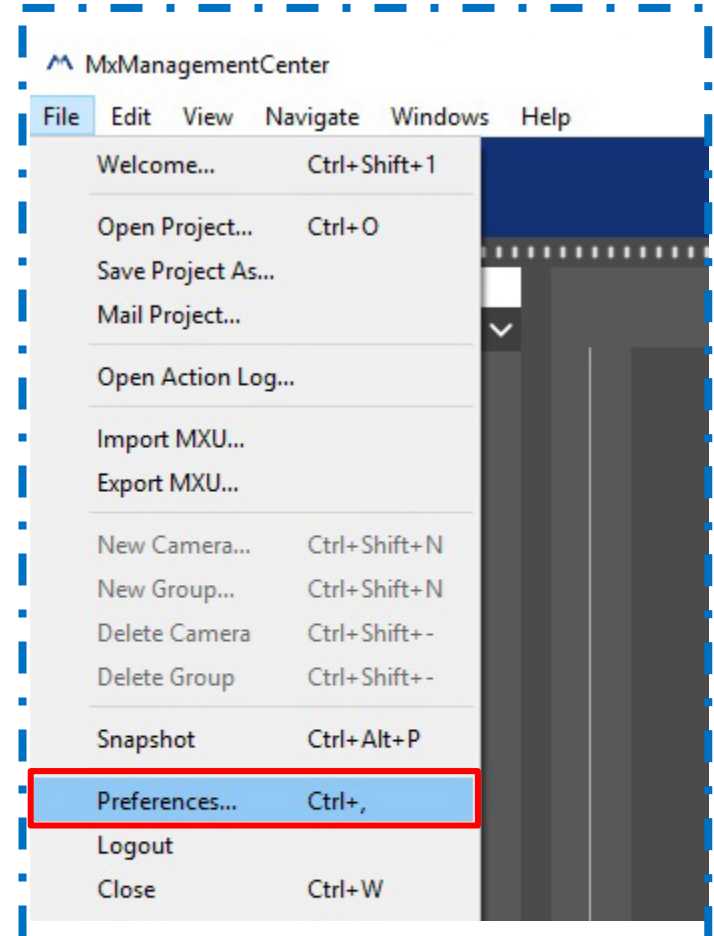 MxManagementCenter
File Edit View Navigate Windows Help
Welcome... Ctrl+Shift+1
Open Project... Ctrl+O
Save Project As...
Mail Project...
Open Action Log...
Import MXU...
Export MXU...
New Camera... Ctrl+Shift+N
New Group... Ctrl+Shift+N
Delete Camera Ctrl+Shift+-
Delete Group Ctrl+Shift+-
Snapshot Ctrl+Alt+P
Preferences... Ctrl+,
Logout
Close Ctrl+W